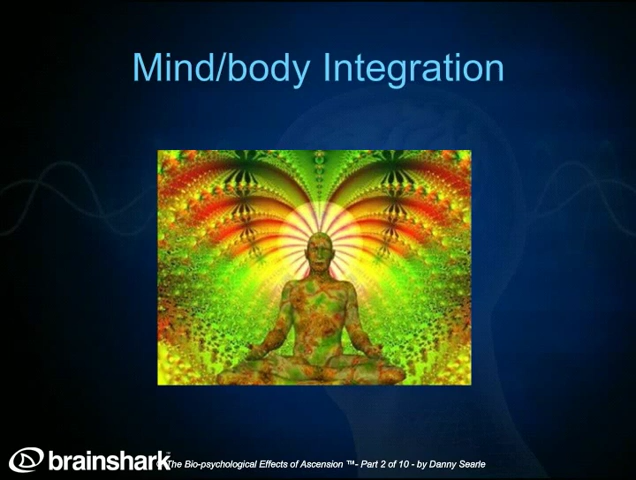 Mind/body Integration
brainshark
The Bio-psychological Effects of Ascension ™- Part 2 of 10 - by Danny Searle